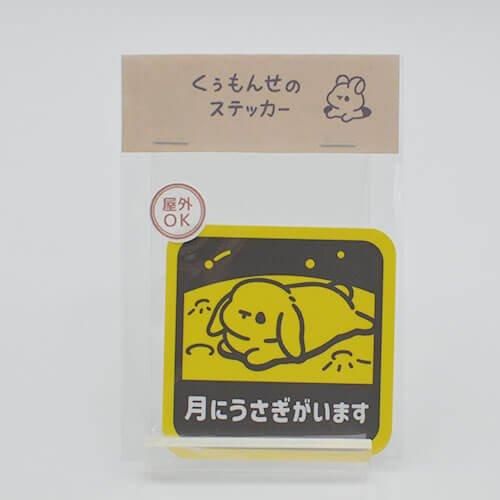 くぅもんせの
ステッカー
屋外
OK
月にうさぎがいます